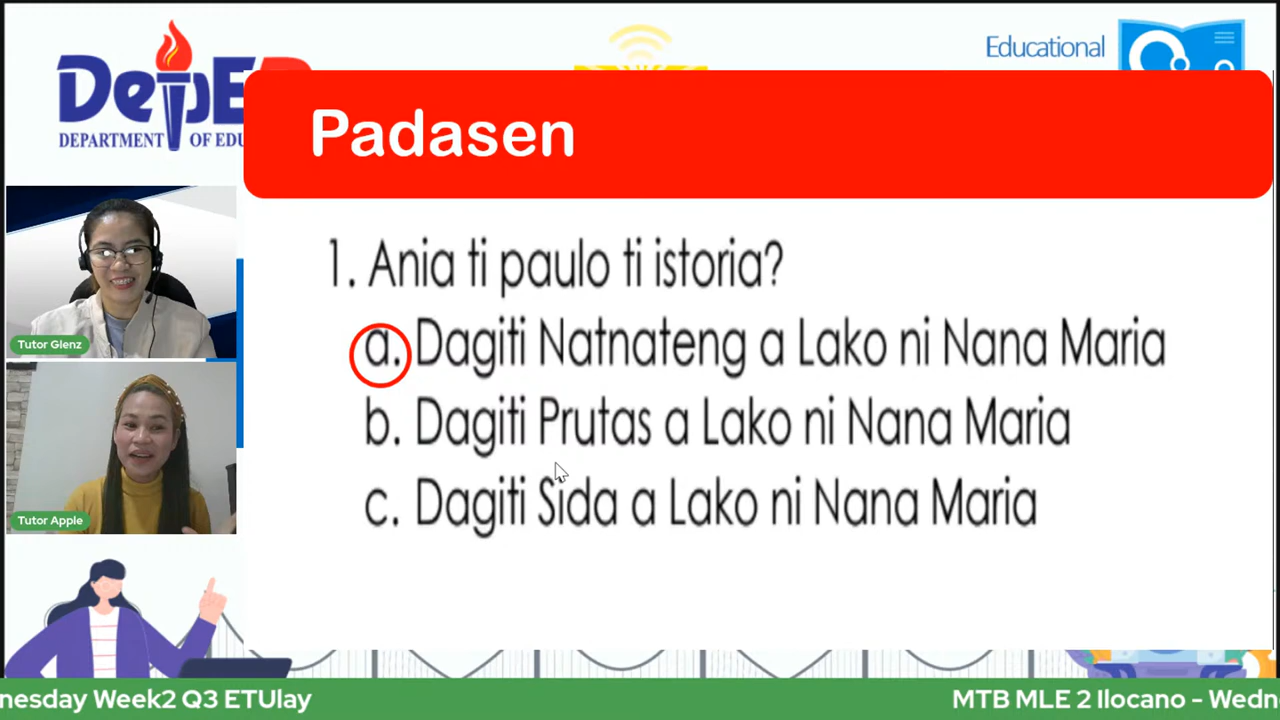 DepED
DEPARTMENT OF EDU
Educational
Padasen
1. Ania ti paulo ti istoria?
a. Dagiti Natnateng a Lako ni Nana Maria
b. Dagiti Prutas a Lako ni Nana Maria
c. Dagiti Sida a Lako ni Nana Maria
Tutor Glenz
Tutor Apple
nesday Week2 Q3 ETUlay
MTB MLE 2 Ilocano - Wedn